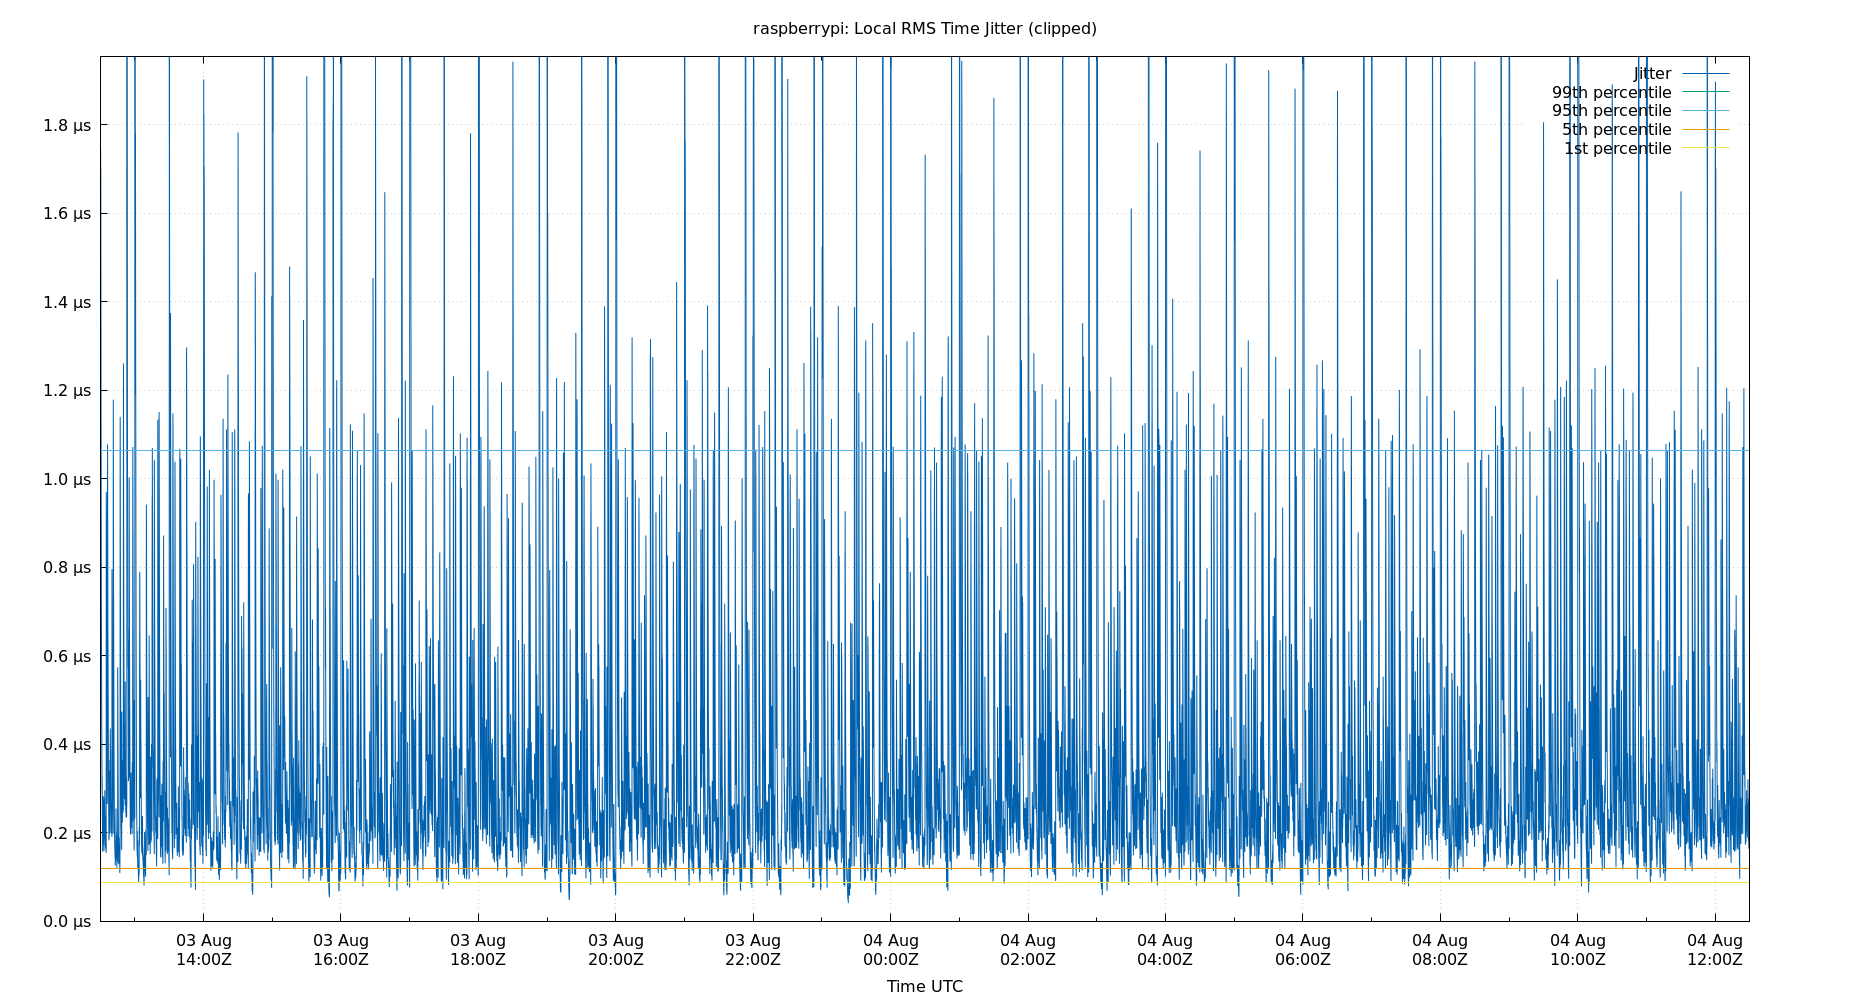 raspberrypi: Local RMS Time Jitter (clipped)
Jitter
99th percentile
95th percentile
5th percentile
1st percentile
1.8 µs
1.6 µs
1.4 µs
1.2 µs
1.0 µs
0.8 µs
0.6 µs
0.4 µs
0.2 µs
0.0 µs
03 Aug 03 Aug 03 Aug 03 Aug 03 Aug 04 Aug 04 Aug 04 Aug 04 Aug 04 Aug 04 Aug 04 Aug
14:00Z 16:00Z 18:00Z 20:00Z 22:00Z 00:00Z 02:00Z 04:00Z 06:00Z 08:00Z 10:00Z 12:00Z
Time UTC